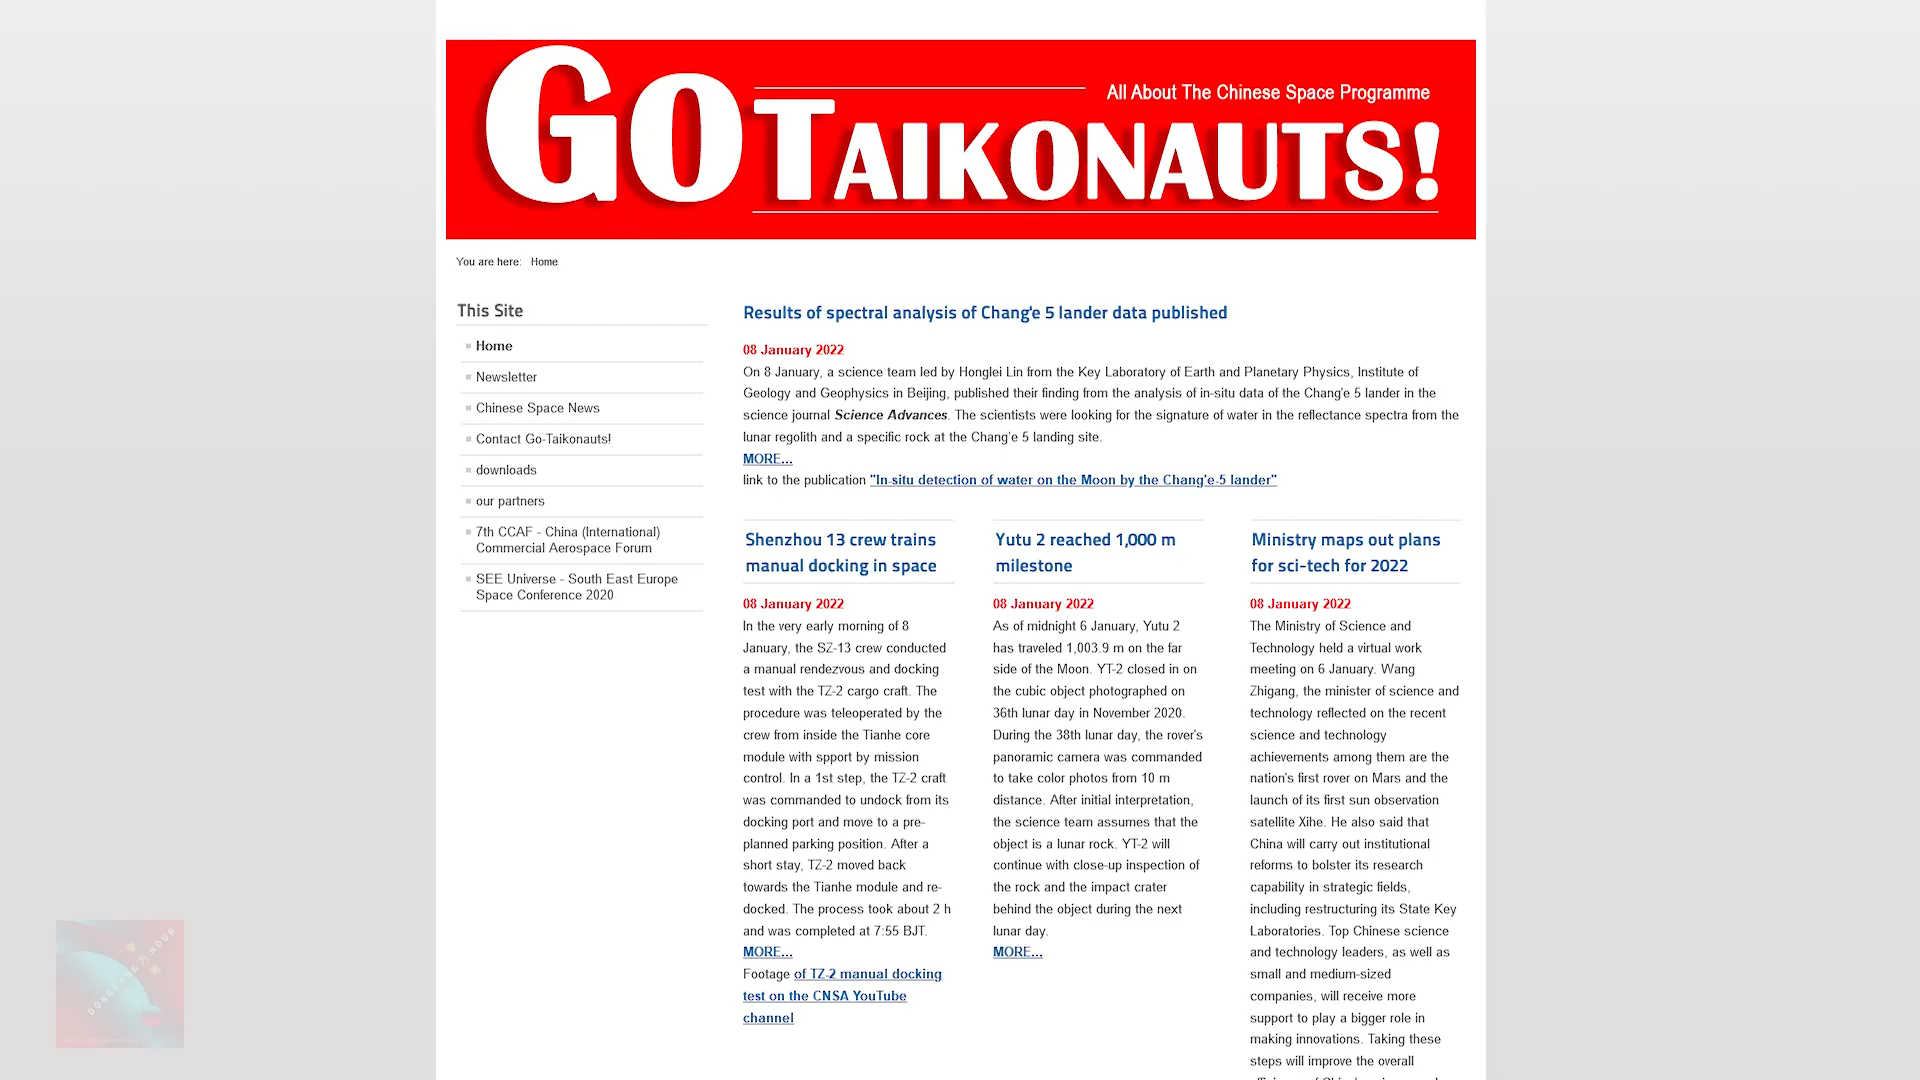 GO TAIKONAUTS!
All About The Chinese Space Programme
You are here: Home
This Site
Home
Newsletter
Chinese Space News
Contact Go-Taikonauts!
downloads
our partners
7th CCAF - China (International)
Commercial Aerospace Forum
SEE Universe - South East Europe
Space Conference 2020
Results of spectral analysis of Chang'e 5 lander data published
08 January 2022
On 8 January, a science team led by Honglei Lin from the Key Laboratory of Earth and Planetary Physics, Institute of
Geology and Geophysics in Beijing, published their finding from the analysis of in-situ data of the Chang'e 5 lander in the
science journal Science Advances. The scientists were looking for the signature of water in the reflectance spectra from the
lunar regolith and a specific rock at the Chang'e 5 landing site.
MORE...
link to the publication "In-situ detection of water on the Moon by the Chang'e-5 lander"
Shenzhou 13 crew trains
manual docking in space
08 January 2022
In the very early morning of 8
January, the SZ-13 crew conducted
a manual rendezvous and docking
test with the TZ-2 cargo craft. The
procedure was teleoperated by the
crew from inside the Tianhe core
module with spport by mission
control. In a 1st step, the TZ-2 craft
was commanded to undock from its
docking port and move to a pre-
planned parking position. After a
short stay, TZ-2 moved back
towards the Tianhe module and re-
docked. The process took about 2 h
and was completed at 7:55 BJT.
MORE...
Footage of TZ-2 manual docking
test on the CNSA YouTube
channel
Yutu 2 reached 1,000 m
milestone
08 January 2022
As of midnight 6 January, Yutu 2
has traveled 1,003.9 m on the far
side of the Moon. YT-2 closed in on
the cubic object photographed on
36th lunar day in November 2020.
During the 38th lunar day, the rover's
panoramic camera was commanded
to take color photos from 10 m
distance. After initial interpretation,
the science team assumes that the
object is a lunar rock. YT-2 will
continue with close-up inspection of
the rock and the impact crater
behind the object during the next
lunar day.
MORE...
Ministry maps out plans
for sci-tech for 2022
08 January 2022
The Ministry of Science and
Technology held a virtual work
meeting on 6 January. Wang
Zhigang, the minister of science and
technology reflected on the recent
science and technology
achievements among them are the
nation's first rover on Mars and the
launch of its first sun observation
satellite Xihe. He also said that
China will carry out institutional
reforms to bolster its research
capability in strategic fields,
including restructuring its State Key
Laboratories. Top Chinese science
and technology leaders, as well as
small and medium-sized
companies, will receive more
support to play a bigger role in
making innovations. Taking these
steps will improve the overall
DONGFANG HOUR